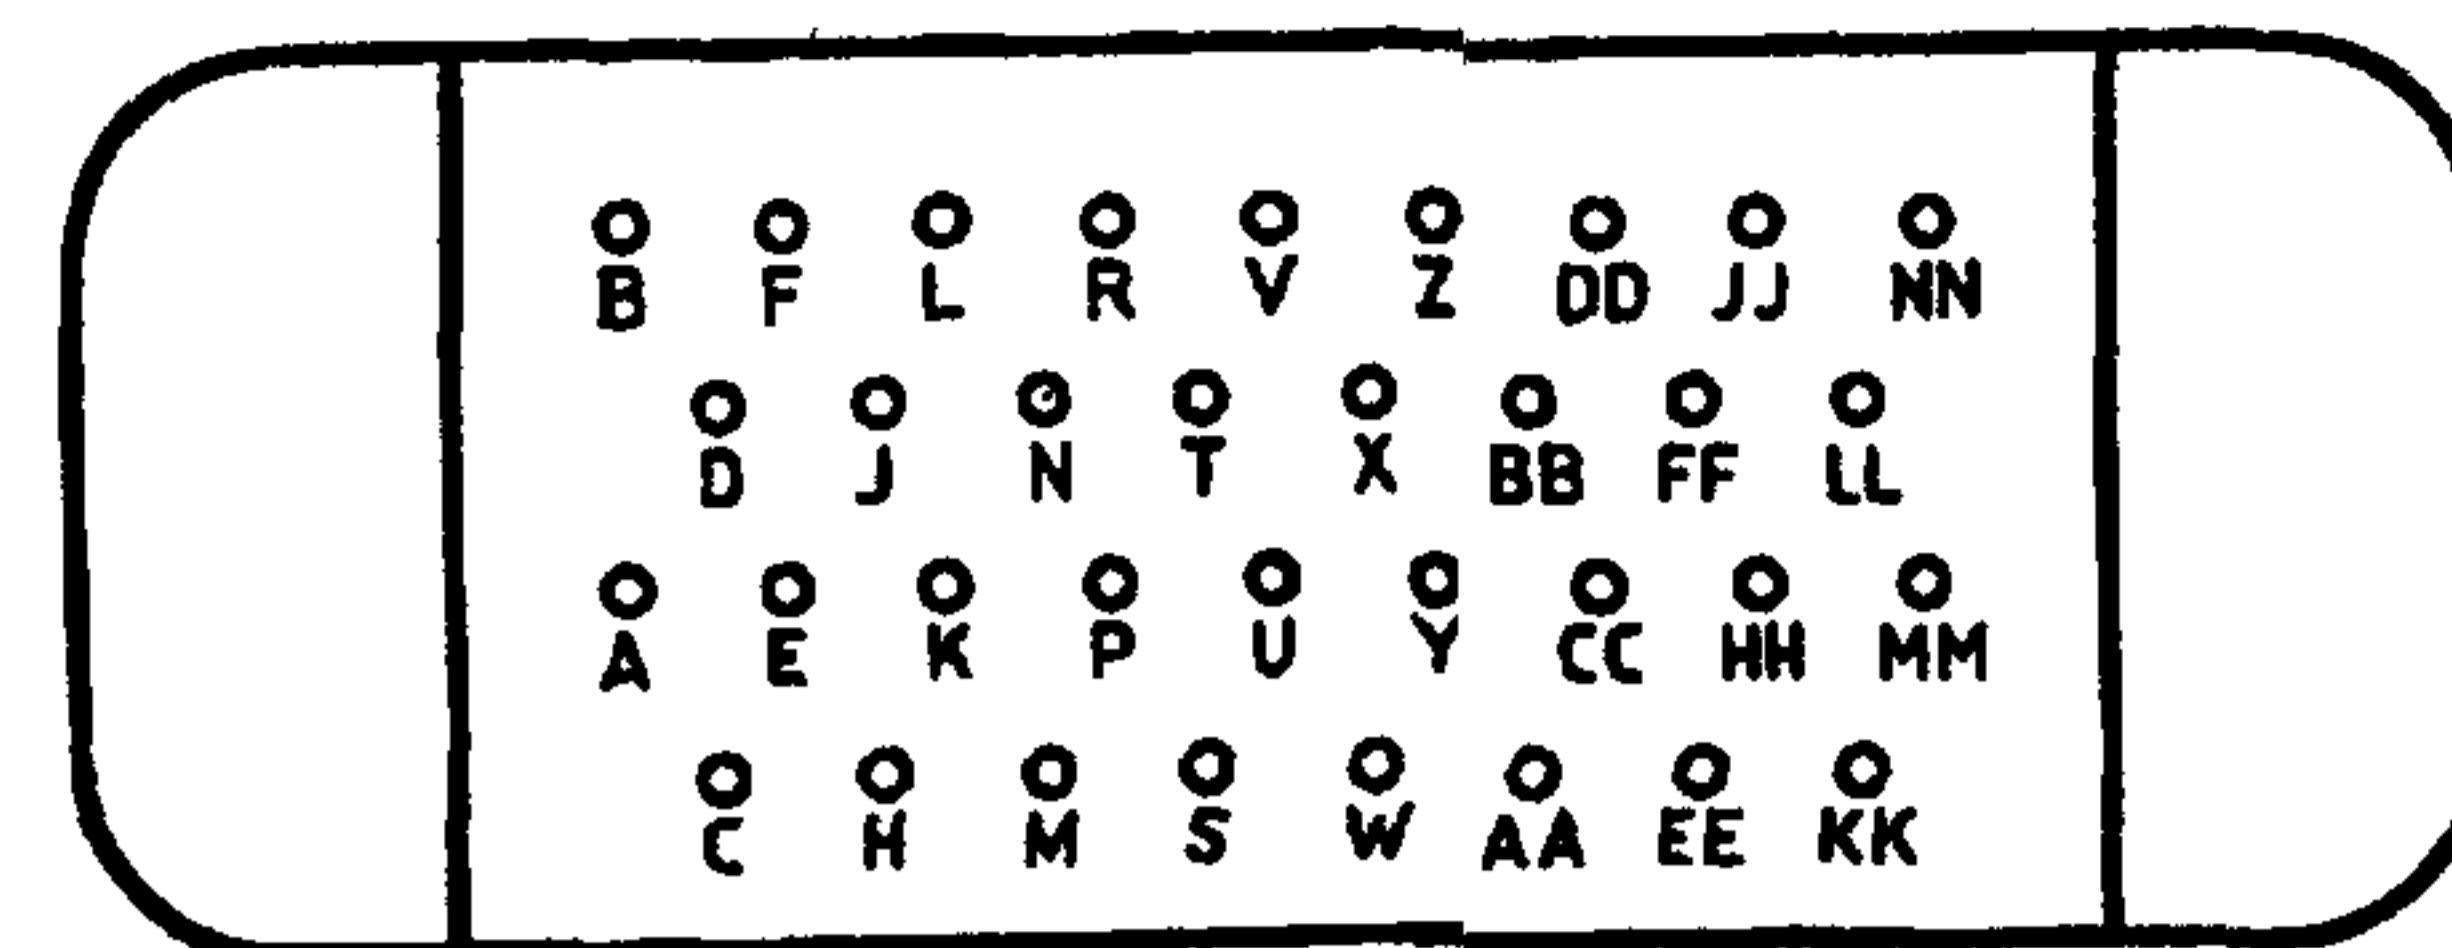 B F L R V Z DD JJ NN
D J N T X BB FF LL
A E K P U Y CC HH MM
C H M S W AA EE KK